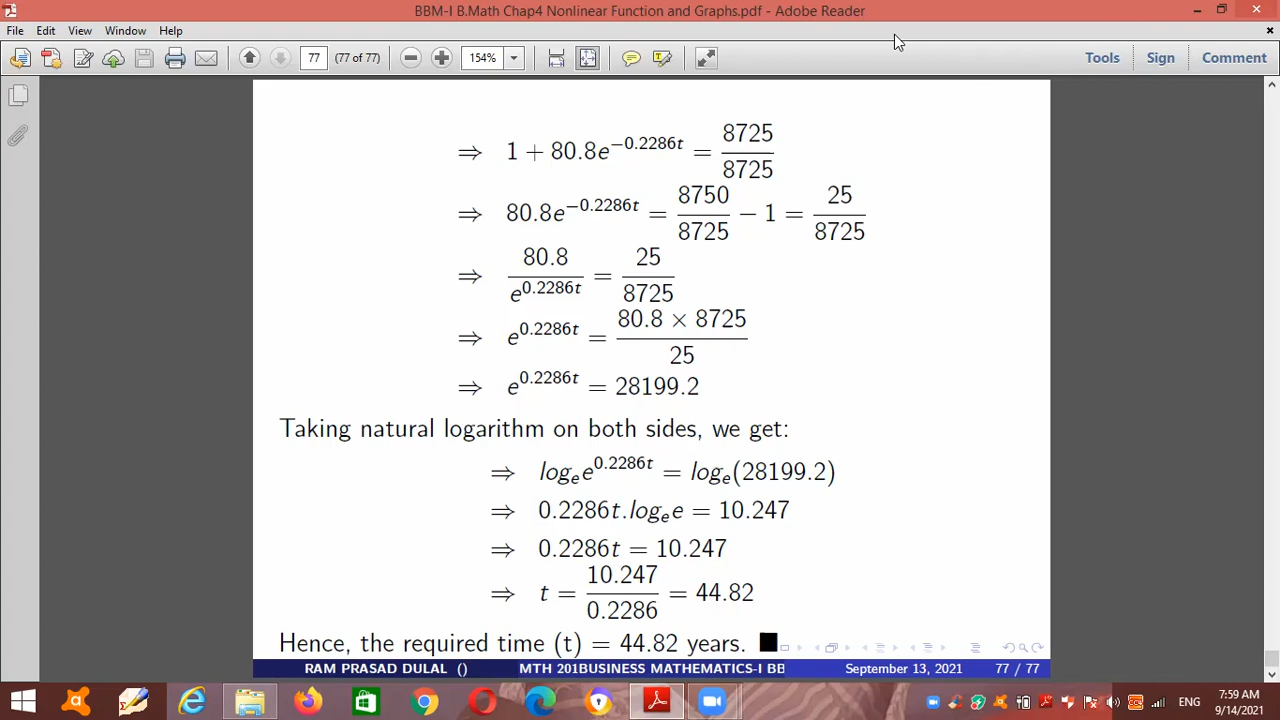 BBM-I B.Math Chap4 Nonlinear Function and Graphs.pdf - Adobe Reader
File Edit View Window Help
77 (77 of 77) 154% Tools Sign Comment
⇒ 1 + 80.8e^{−0.2286t} = 8725/8725
⇒ 80.8e^{−0.2286t} = 8750/8725 − 1 = 25/8725
⇒ 80.8/e^{0.2286t} = 25/8725
⇒ e^{0.2286t} = 80.8 × 8725/25
⇒ e^{0.2286t} = 28199.2
Taking natural logarithm on both sides, we get:
⇒ log_e e^{0.2286t} = log_e(28199.2)
⇒ 0.2286t.log_e e = 10.247
⇒ 0.2286t = 10.247
⇒ t = 10.247/0.2286 = 44.82
Hence, the required time (t) = 44.82 years. ■
RAM PRASAD DULAL () MTH 201BUSINESS MATHEMATICS-I BB September 13, 2021 77 / 77
ENG 7:59 AM
9/14/2021